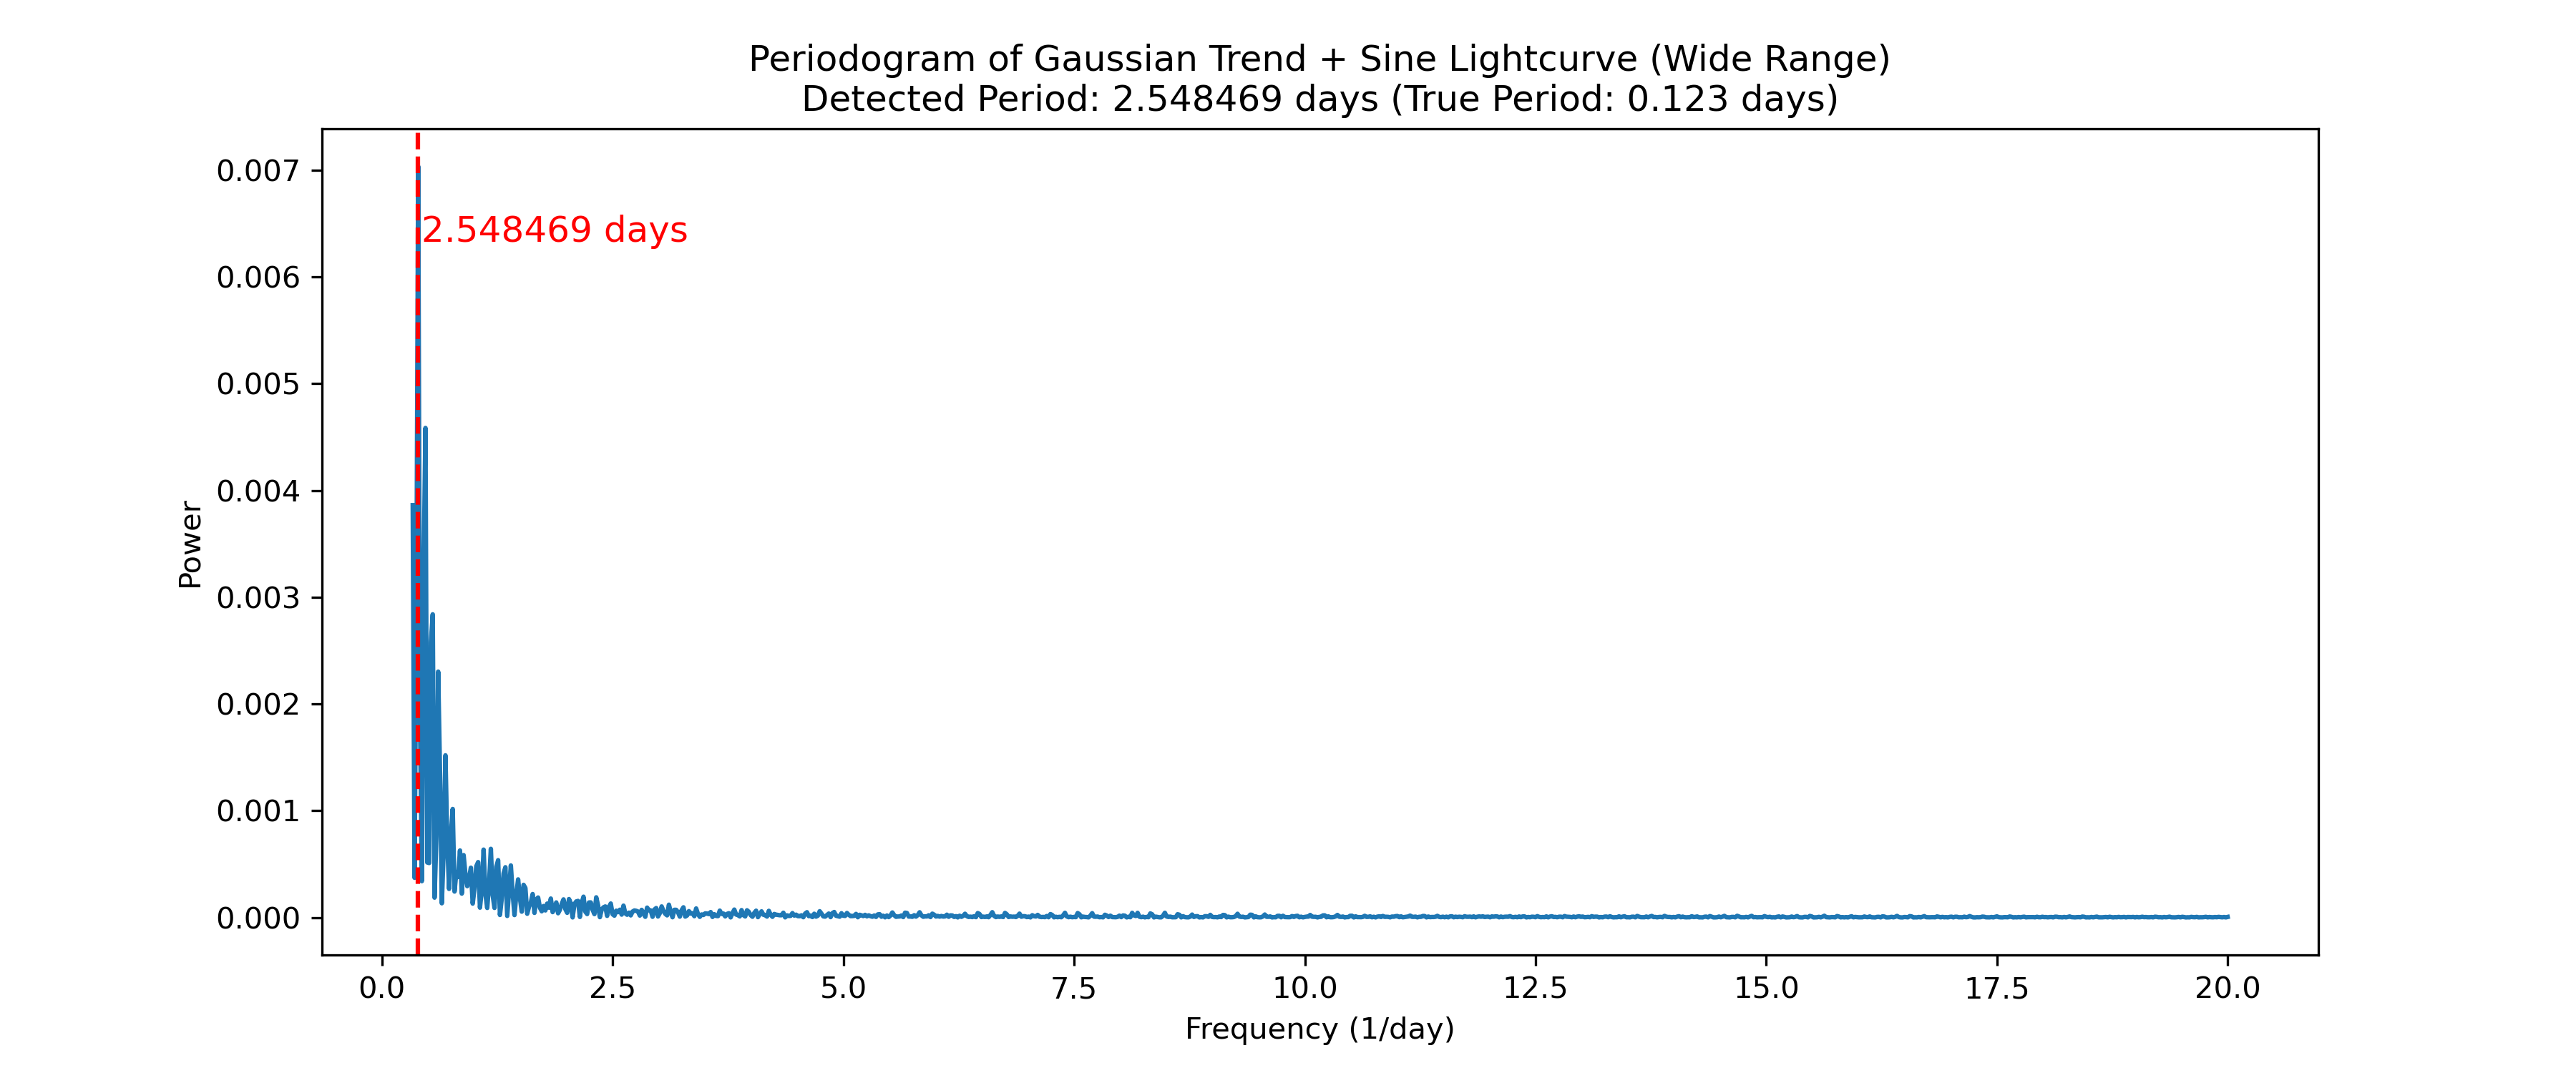 Periodogram of Gaussian Trend + Sine Lightcurve (Wide Range)
Detected Period: 2.548469 days (True Period: 0.123 days)
2.548469 days
0.007
0.006
0.005
0.004
0.003
0.002
0.001
0.000
Power
0.0 2.5 5.0 7.5 10.0 12.5 15.0 17.5 20.0
Frequency (1/day)